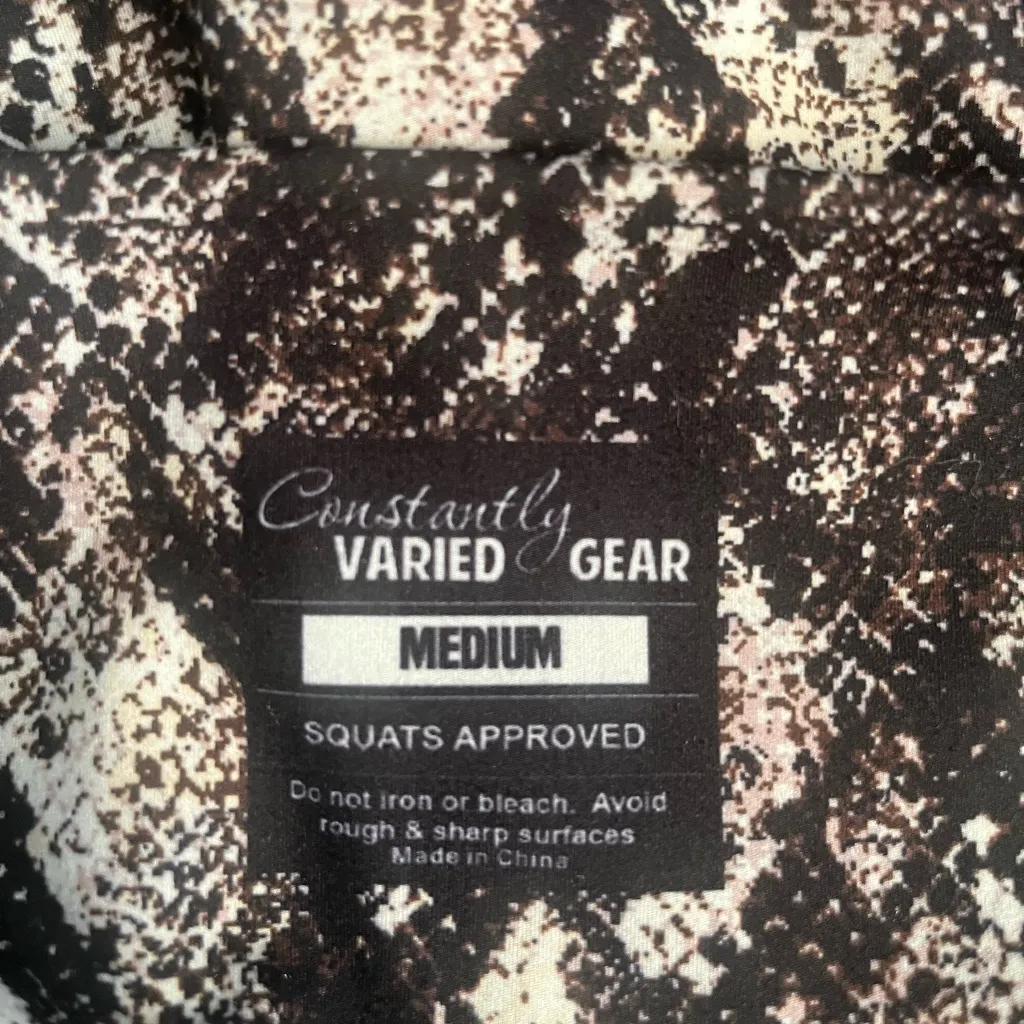 Constantly
VARIED GEAR
MEDIUM
SQUATS APPROVED
Do not iron or bleach. Avoid
rough & sharp surfaces
Made in China